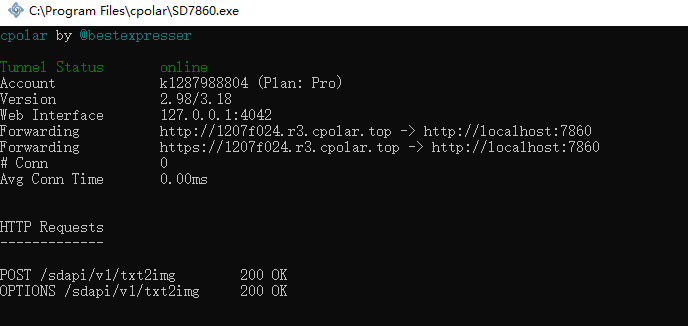 C:\Program Files\cpolar\SD7860.exe
cpolar by @bestexpresser
Tunnel Status online
Account k1287988804 (Plan: Pro)
Version 2.98/3.18
Web Interface 127.0.0.1:4042
Forwarding http://1207f024.r3.cpolar.top -> http://localhost:7860
Forwarding https://1207f024.r3.cpolar.top -> http://localhost:7860
# Conn 0
Avg Conn Time 0.00ms
HTTP Requests
-------------
POST /sdapi/v1/txt2img 200 OK
OPTIONS /sdapi/v1/txt2img 200 OK